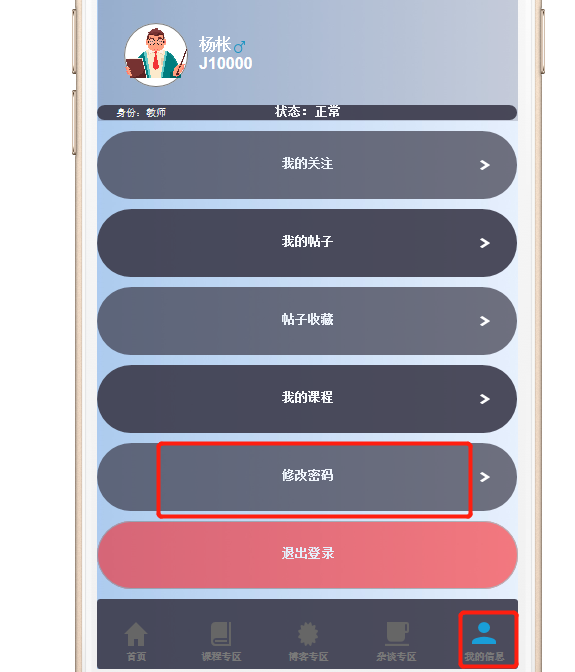 杨枨♂
J10000
身份：教师 状态：正常
我的关注 >
我的帖子 >
帖子收藏 >
我的课程 >
修改密码 >
退出登录
首页 课程专区 博客专区 杂谈专区 我的信息